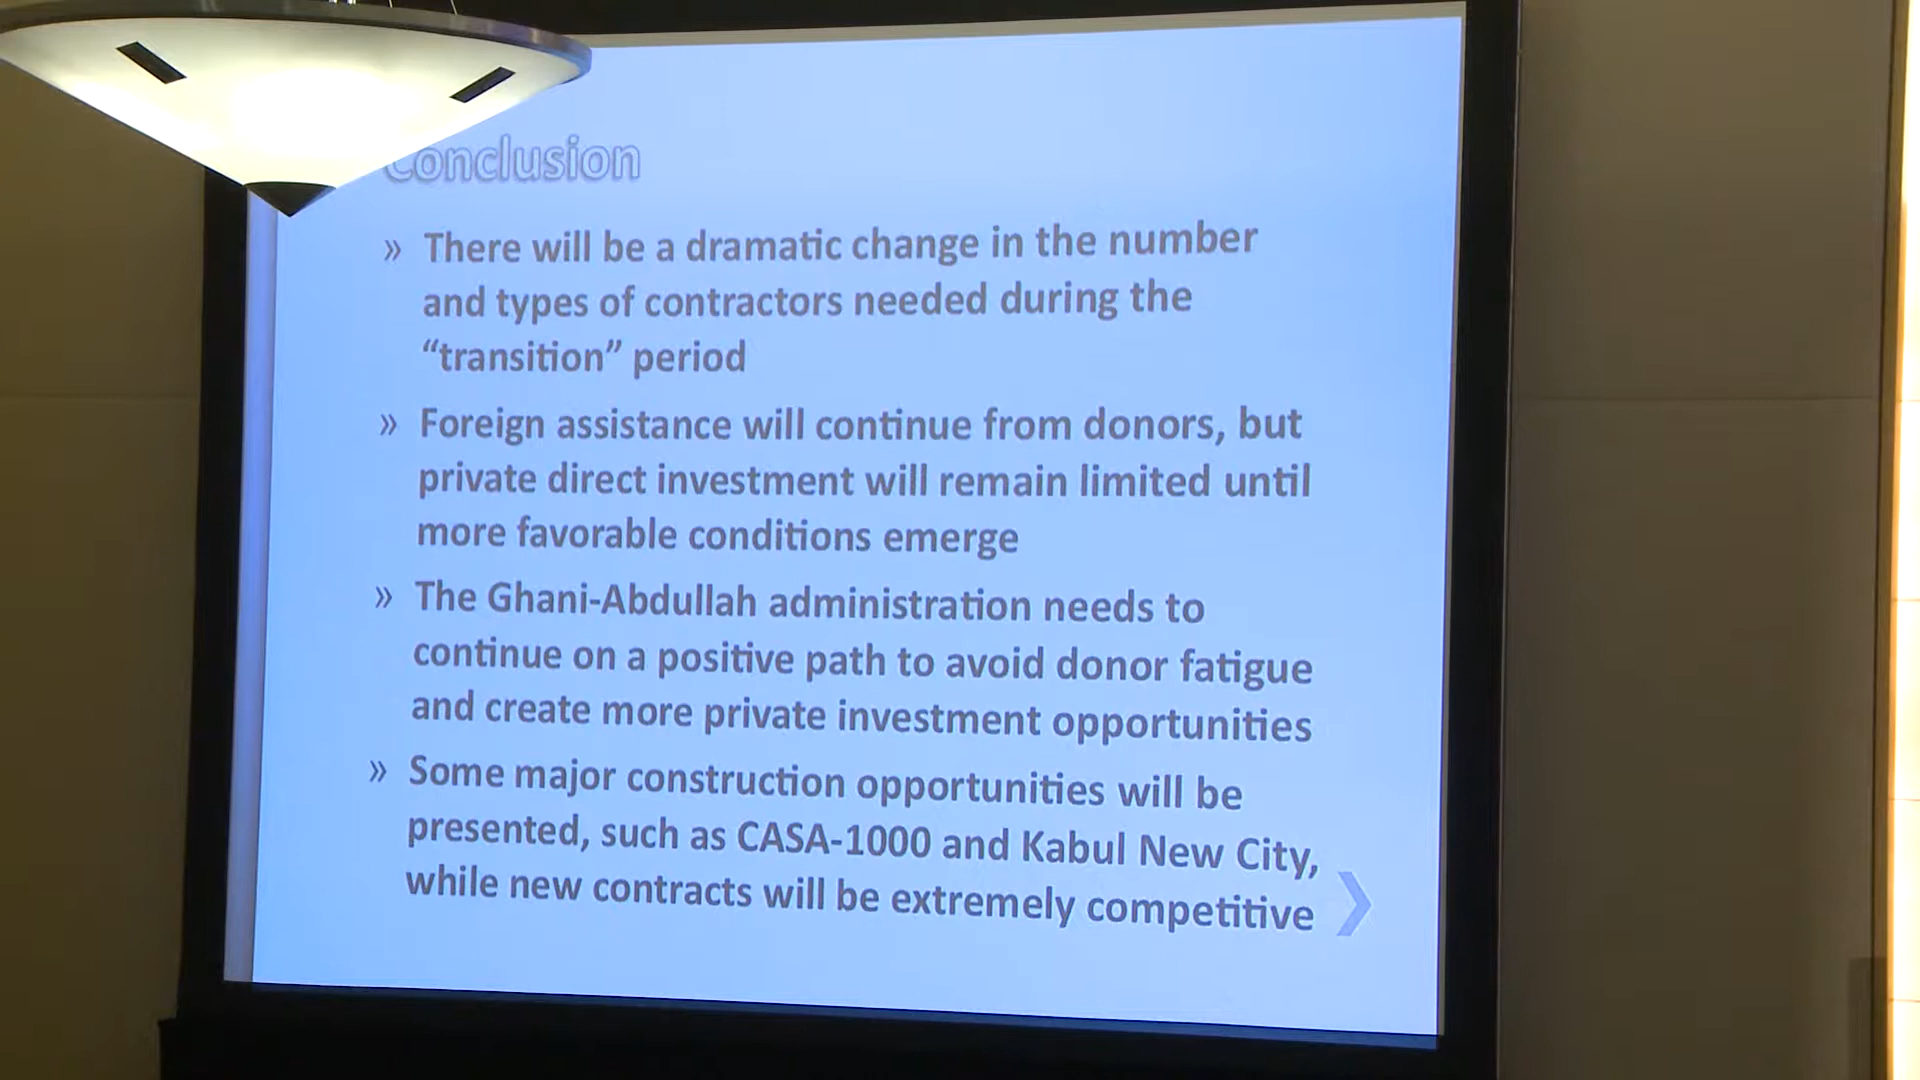 Conclusion
» There will be a dramatic change in the number
and types of contractors needed during the
“transition” period
» Foreign assistance will continue from donors, but
private direct investment will remain limited until
more favorable conditions emerge
» The Ghani-Abdullah administration needs to
continue on a positive path to avoid donor fatigue
and create more private investment opportunities
» Some major construction opportunities will be
presented, such as CASA-1000 and Kabul New City,
while new contracts will be extremely competitive